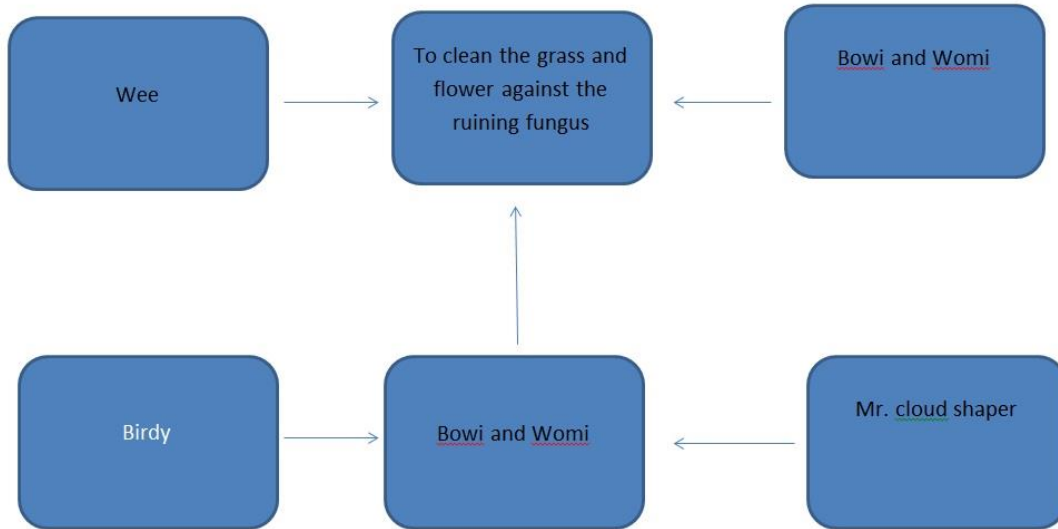 Wee
To clean the grass and
flower against the
ruining fungus
Bowi and Womi
Birdy
Bowi and Womi
Mr. cloud shaper